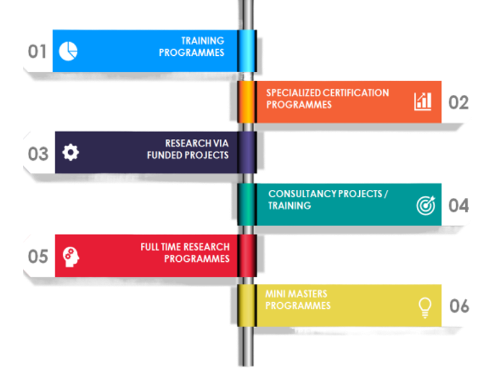 01
TRAINING
PROGRAMMES
SPECIALIZED CERTIFICATION
PROGRAMMES
02
03
RESEARCH VIA
FUNDED PROJECTS
CONSULTANCY PROJECTS /
TRAINING
04
05
FULL TIME RESEARCH
PROGRAMMES
MINI MASTERS
PROGRAMMES
06